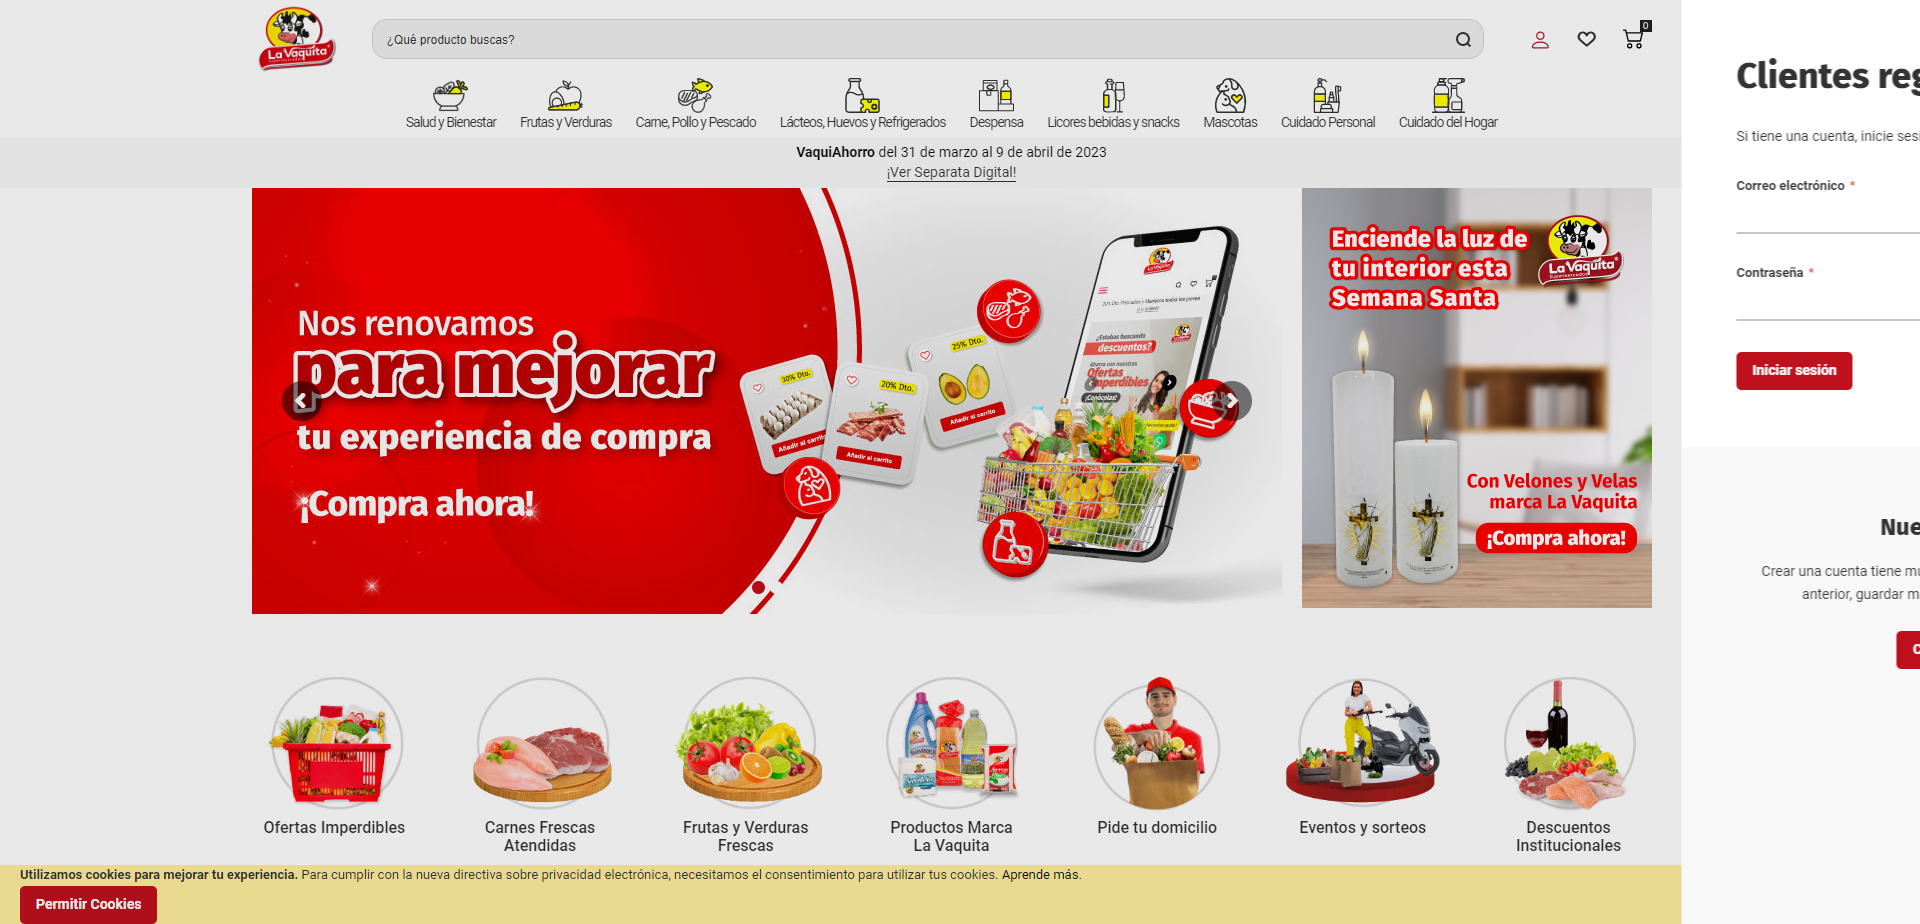 La Vaquita
¿Qué producto buscas?
0
Salud y Bienestar
Frutas y Verduras
Carne, Pollo y Pescado
Lácteos, Huevos y Refrigerados
Despensa
Licores bebidas y snacks
Mascotas
Cuidado Personal
Cuidado del Hogar
VaquiAhorro del 31 de marzo al 9 de abril de 2023
¡Ver Separata Digital!
Nos renovamos
para mejorar
tu experiencia de compra
¡Compra ahora!
30% Dto.
Añadir al carrito
20% Dto.
Añadir al carrito
25% Dto.
Añadir al carrito
¿Estabas buscando
descuentos?
Ahorra con nuestras
Ofertas
imperdibles
¡Conócelas!
Enciende la luz de
tu interior esta
Semana Santa
La Vaquita
Supermercados
Con Velones y Velas
marca La Vaquita
¡Compra ahora!
Ofertas Imperdibles
Carnes Frescas
Atendidas
Frutas y Verduras
Frescas
Productos Marca
La Vaquita
Pide tu domicilio
Eventos y sorteos
Descuentos
Institucionales
Utilizamos cookies para mejorar tu experiencia. Para cumplir con la nueva directiva sobre privacidad electrónica, necesitamos el consentimiento para utilizar tus cookies. Aprende más.
Permitir Cookies
Clientes reg
Si tiene una cuenta, inicie sesi
Correo electrónico *
Contraseña *
Iniciar sesión
Nue
Crear una cuenta tiene mu
anterior, guardar m
C